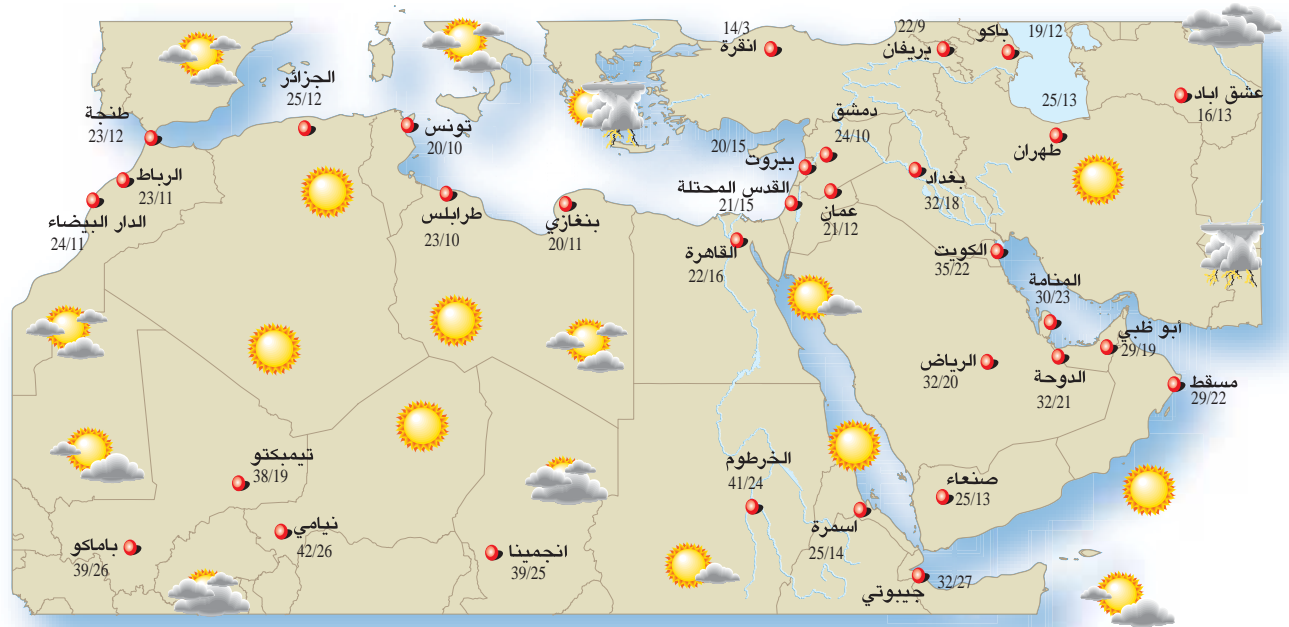 14/3
انقرة
22/9
يريفان
19/12
باكو
عشق اباد
16/13
25/13
طهران
الجزائر
25/12
طنجة
23/12
تونس
20/10
دمشق
24/10
20/15
بيروت
بغداد
32/18
الرباط
23/11
القدس المحتلة
21/15
عمان
21/12
الدار البيضاء
24/11
طرابلس
23/10
بنغازي
20/11
القاهرة
22/16
الكويت
35/22
المنامة
30/23
أبو ظبي
29/19
الرياض
32/20
الدوحة
32/21
مسقط
29/22
تيمبكتو
38/19
الخرطوم
41/24
صنعاء
25/13
نيامي
42/26
باماكو
39/26
انجمينا
39/25
اسمرة
25/14
32/27
جيبوتي